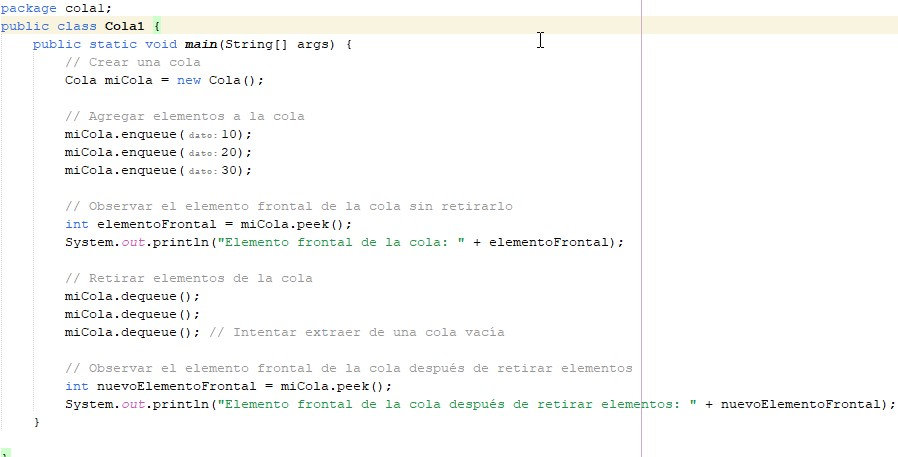 package cola1;
public class Cola1 {
    public static void main(String[] args) {
        // Crear una cola
        Cola miCola = new Cola();

        // Agregar elementos a la cola
        miCola.enqueue( dato: 10);
        miCola.enqueue( dato: 20);
        miCola.enqueue( dato: 30);

        // Observar el elemento frontal de la cola sin retirarlo
        int elementoFrontal = miCola.peek();
        System.out.println("Elemento frontal de la cola: " + elementoFrontal);

        // Retirar elementos de la cola
        miCola.dequeue();
        miCola.dequeue();
        miCola.dequeue(); // Intentar extraer de una cola vacía

        // Observar el elemento frontal de la cola después de retirar elementos
        int nuevoElementoFrontal = miCola.peek();
        System.out.println("Elemento frontal de la cola después de retirar elementos: " + nuevoElementoFrontal);
    }

}